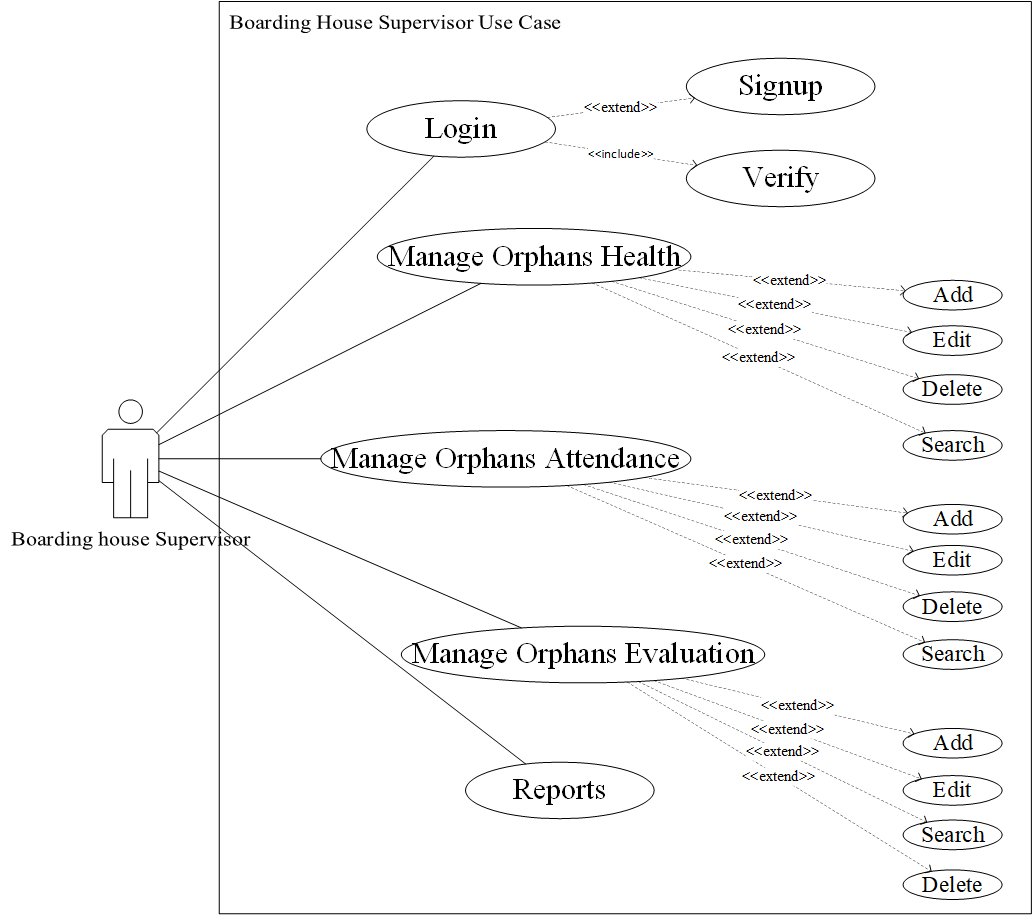 Boarding House Supervisor Use Case
Signup
<<extend>>
Login
<<include>>
Verify
Manage Orphans Health
<<extend>>
Add
<<extend>>
Edit
<<extend>>
<<extend>>
Delete
Search
Manage Orphans Attendance
<<extend>>
Add
<<extend>>
Boarding house Supervisor
<<extend>>
Edit
<<extend>>
Delete
Search
Manage Orphans Evaluation
<<extend>>
<<extend>>
Add
<<extend>>
<<extend>>
Edit
Reports
Search
Delete